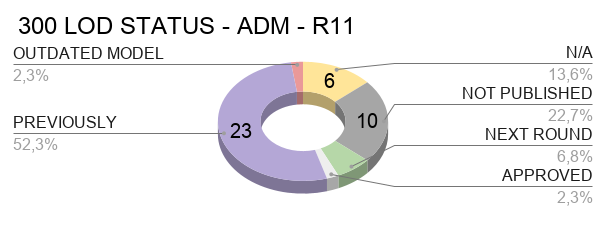 300 LOD STATUS - ADM - R11
OUTDATED MODEL
2,3%
PREVIOUSLY
52,3%
N/A
13,6%
NOT PUBLISHED
22,7%
NEXT ROUND
6,8%
APPROVED
2,3%
6
10
23